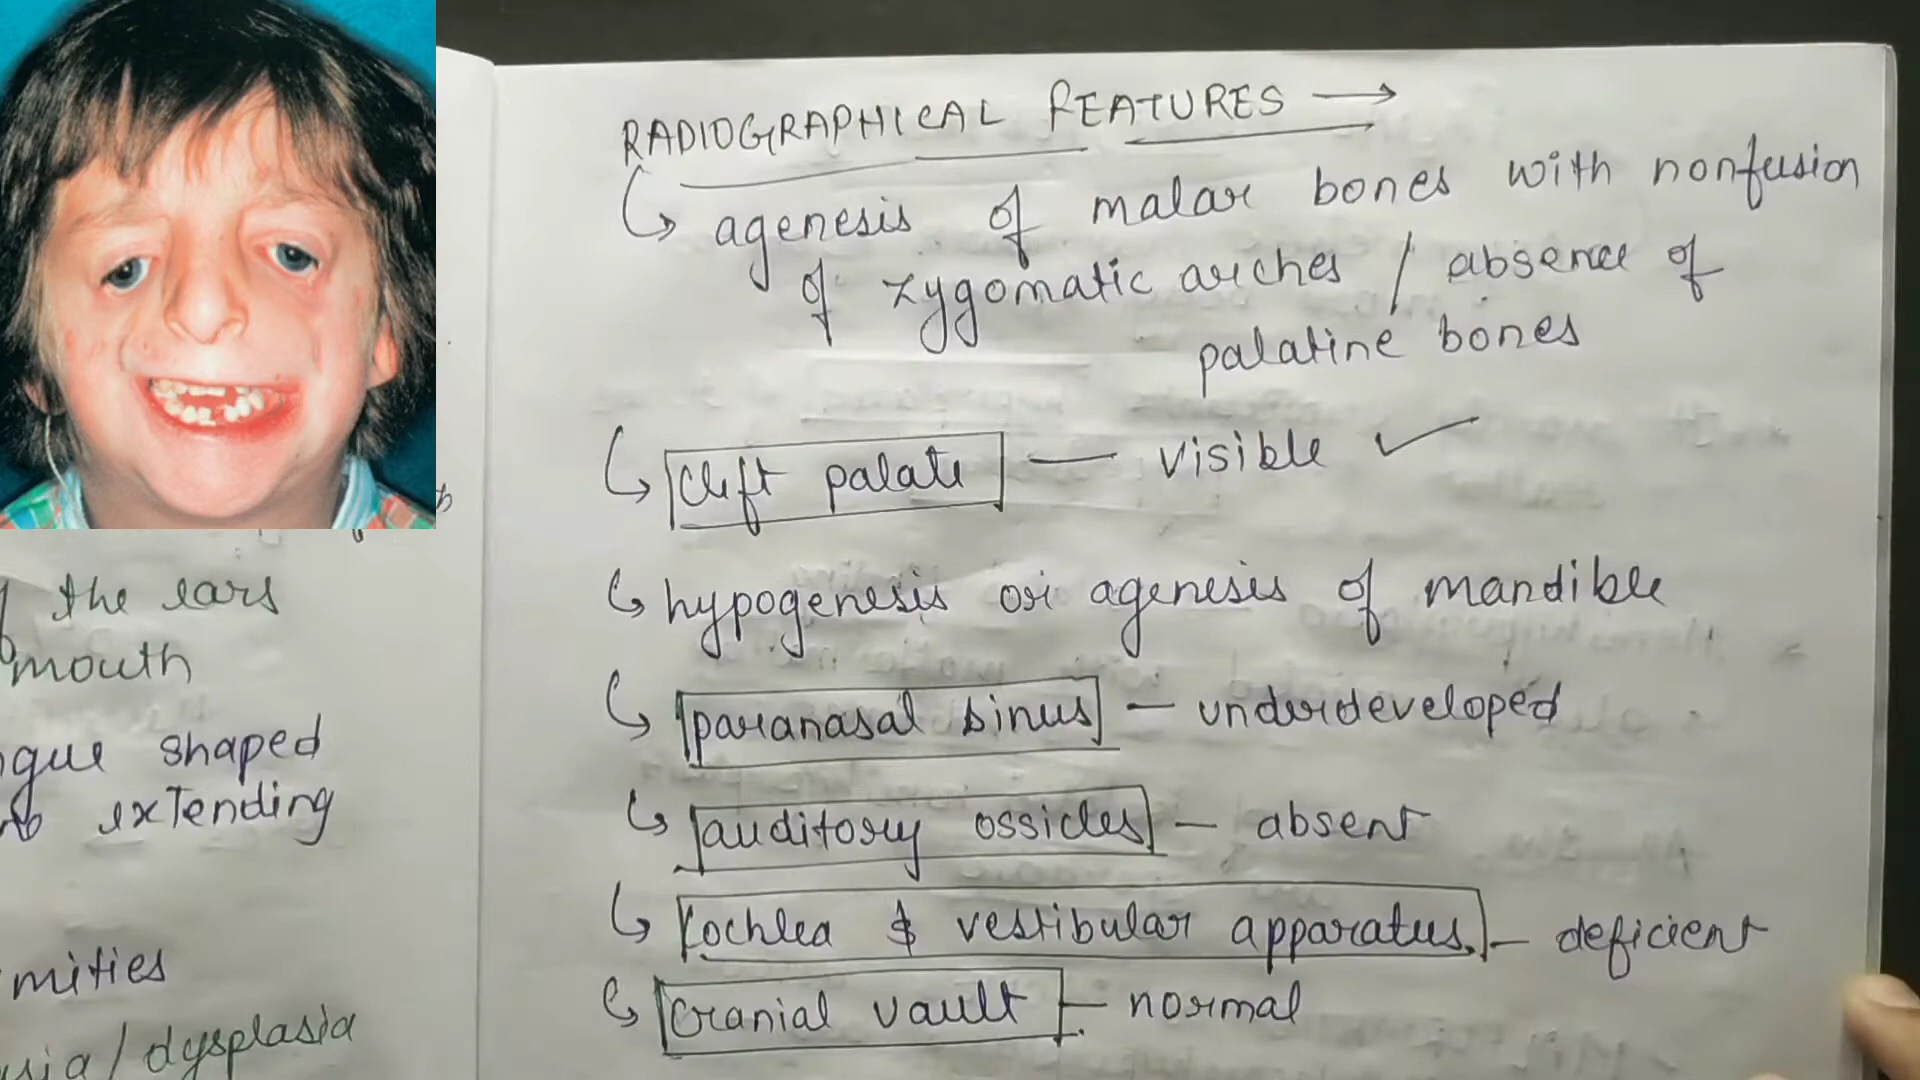 the ears
mouth
shaped
extending
mities
/ dysplasia
RADIOGRAPHICAL FEATURES →
↳ agenesis of malar bones with nonfusion
of zygomatic arches / absence of
palatine bones
↳ cleft palate — visible ✓
↳ hypogenesis or agenesis of mandible
↳ paranasal sinus — underdeveloped
↳ auditory ossicles — absent
↳ cochlea & vestibular apparatus. — deficient
↳ cranial vault — normal